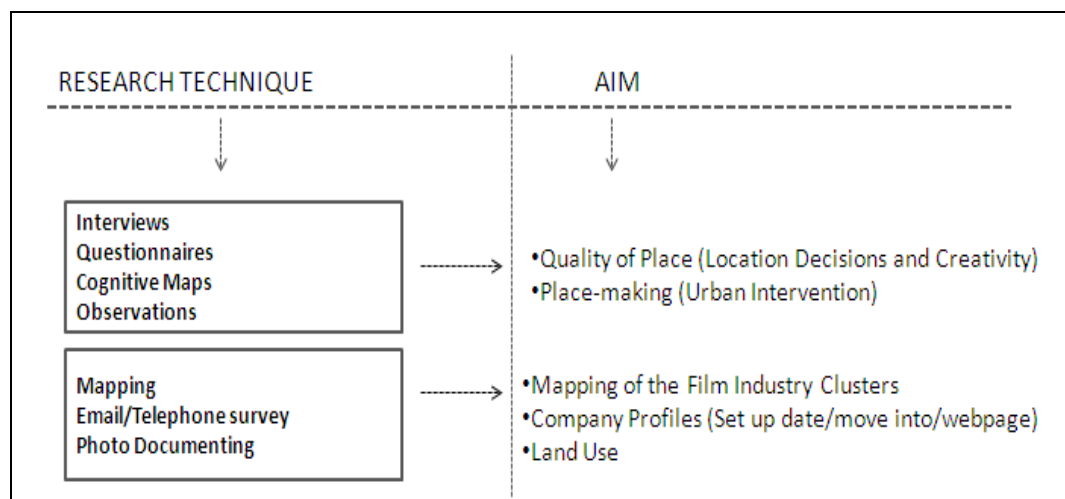 RESEARCH TECHNIQUE
AIM
Interviews
Questionnaires
Cognitive Maps
Observations
•Quality of Place (Location Decisions and Creativity)
•Place-making (Urban Intervention)
Mapping
Email/Telephone survey
Photo Documenting
•Mapping of the Film Industry Clusters
•Company Profiles (Set up date/move into/webpage)
•Land Use